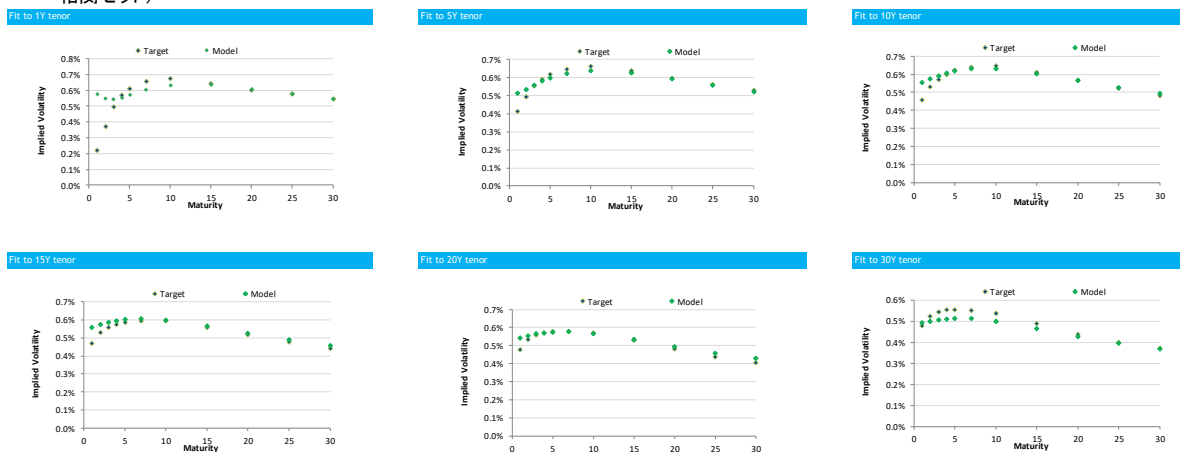 相関セット）
Fit to 1Y tenor
Target Model
Implied Volatility
0.8%
0.7%
0.6%
0.5%
0.4%
0.3%
0.2%
0.1%
0.0%
0 5 10 15 20 25 30
Maturity
Fit to 5Y tenor
Target Model
Implied Volatility
0.7%
0.6%
0.5%
0.4%
0.3%
0.2%
0.1%
0.0%
0 5 10 15 20 25 30
Maturity
Fit to 10Y tenor
Target Model
Implied Volatility
0.7%
0.6%
0.5%
0.4%
0.3%
0.2%
0.1%
0.0%
0 5 10 15 20 25 30
Maturity
Fit to 15Y tenor
Target Model
Implied Volatility
0.7%
0.6%
0.5%
0.4%
0.3%
0.2%
0.1%
0.0%
0 5 10 15 20 25 30
Maturity
Fit to 20Y tenor
Target Model
Implied Volatility
0.7%
0.6%
0.5%
0.4%
0.3%
0.2%
0.1%
0.0%
0 5 10 15 20 25 30
Fit to 30Y tenor
Target Model
Implied Volatility
0.6%
0.5%
0.4%
0.3%
0.2%
0.1%
0.0%
0 5 10 15 20 25 30
Maturity